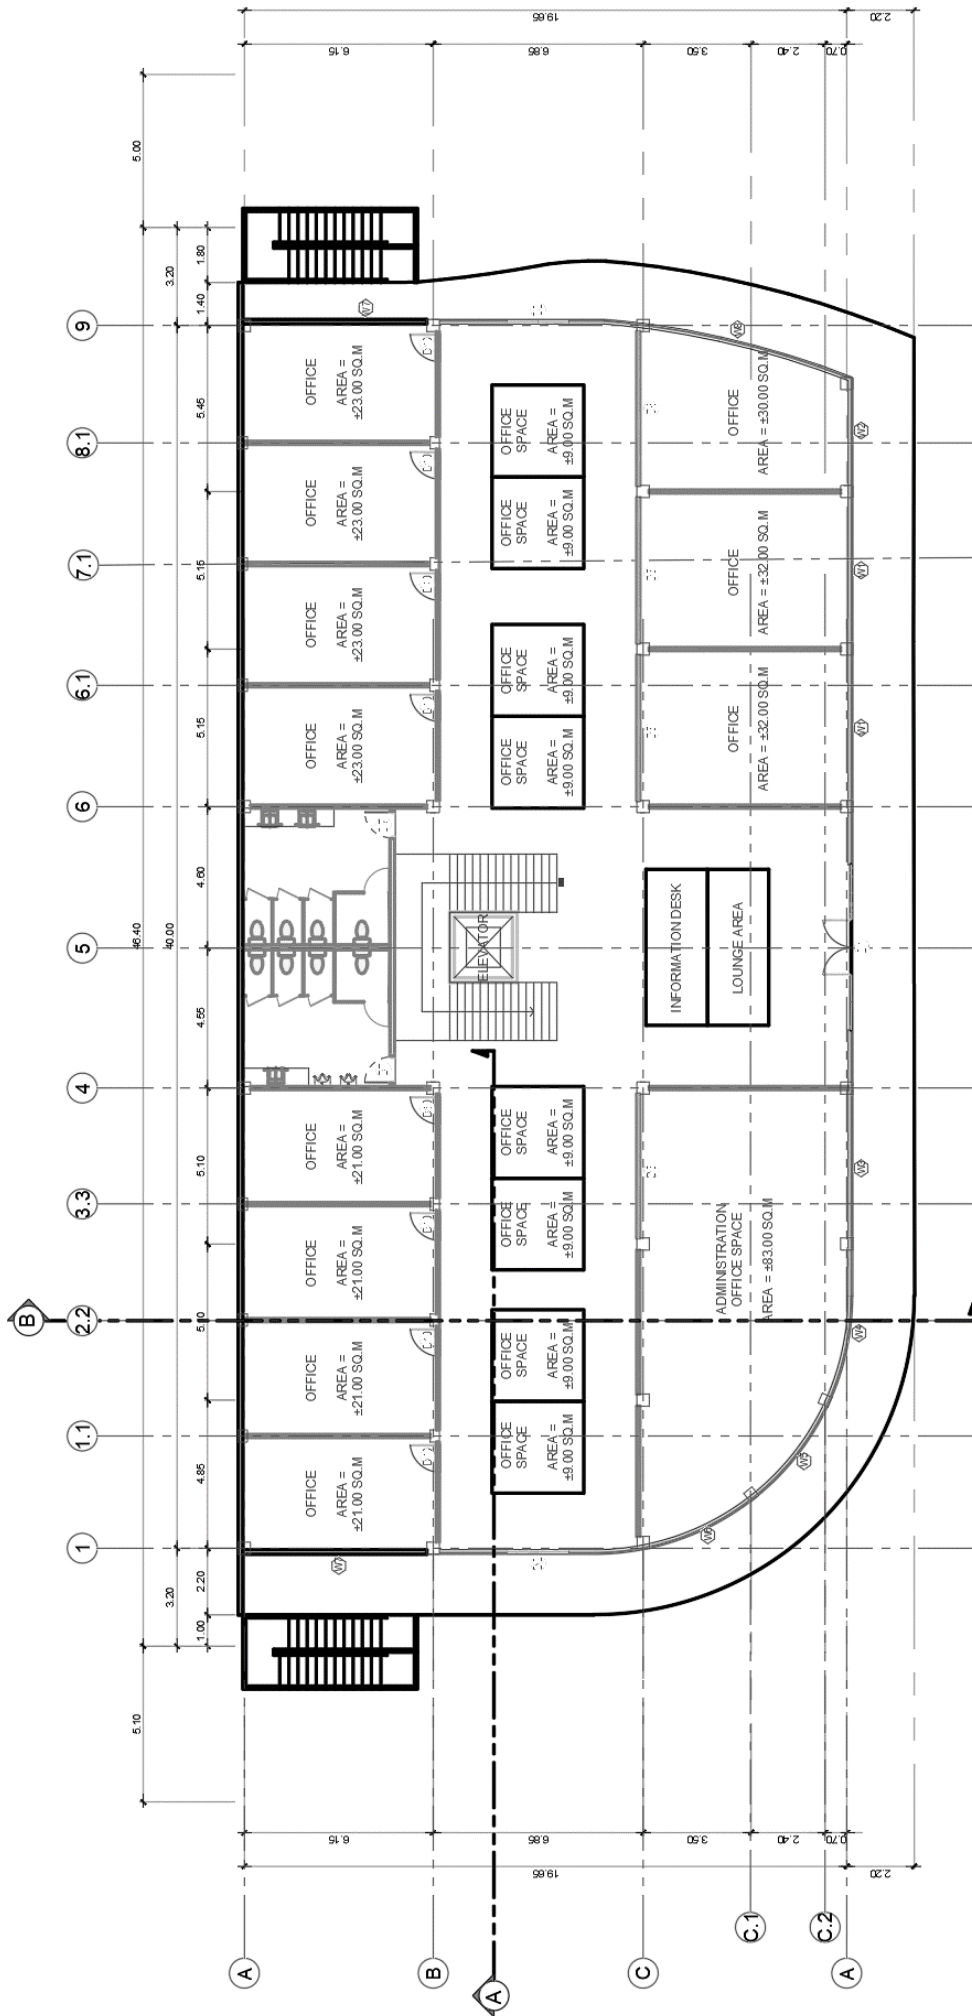 19.65
2.20
6.15
6.85
3.50
2.40
0.70
5.00
3.20
1.80
1.40
9
5.45
8.1
7.1
5.15
6.1
5.15
6
4.60
46.40
40.00
5
4.55
4
5.10
3.3
B
2.2
1.1
4.85
1
2.20
3.20
1.00
5.10
W7
OFFICE
AREA =
±23.00 SQ.M
OFFICE
AREA =
±23.00 SQ.M
OFFICE
AREA =
±23.00 SQ.M
OFFICE
AREA =
±23.00 SQ.M
OFFICE
AREA =
±21.00 SQ.M
OFFICE
AREA =
±21.00 SQ.M
OFFICE
AREA =
±21.00 SQ.M
OFFICE
AREA =
±21.00 SQ.M
W7
OFFICE
SPACE
AREA =
±9.00 SQ.M
OFFICE
SPACE
AREA =
±9.00 SQ.M
OFFICE
SPACE
AREA =
±9.00 SQ.M
OFFICE
SPACE
AREA =
±9.00 SQ.M
ELEVATOR
OFFICE
SPACE
AREA =
±9.00 SQ.M
OFFICE
SPACE
AREA =
±9.00 SQ.M
OFFICE
SPACE
AREA =
±9.00 SQ.M
OFFICE
SPACE
AREA =
±9.00 SQ.M
OFFICE
AREA = ±30.00 SQ.M
W2
OFFICE
AREA = ±32.00 SQ.M
W1
OFFICE
AREA = ±32.00 SQ.M
W1
INFORMATION DESK
LOUNGE AREA
ADMINISTRATION
OFFICE SPACE
AREA = ±83.00 SQ.M
W3
W4
W5
W6
6.15
6.85
3.50
2.40
0.70
19.65
2.20
A
B
A
C
C.1
C.2
A